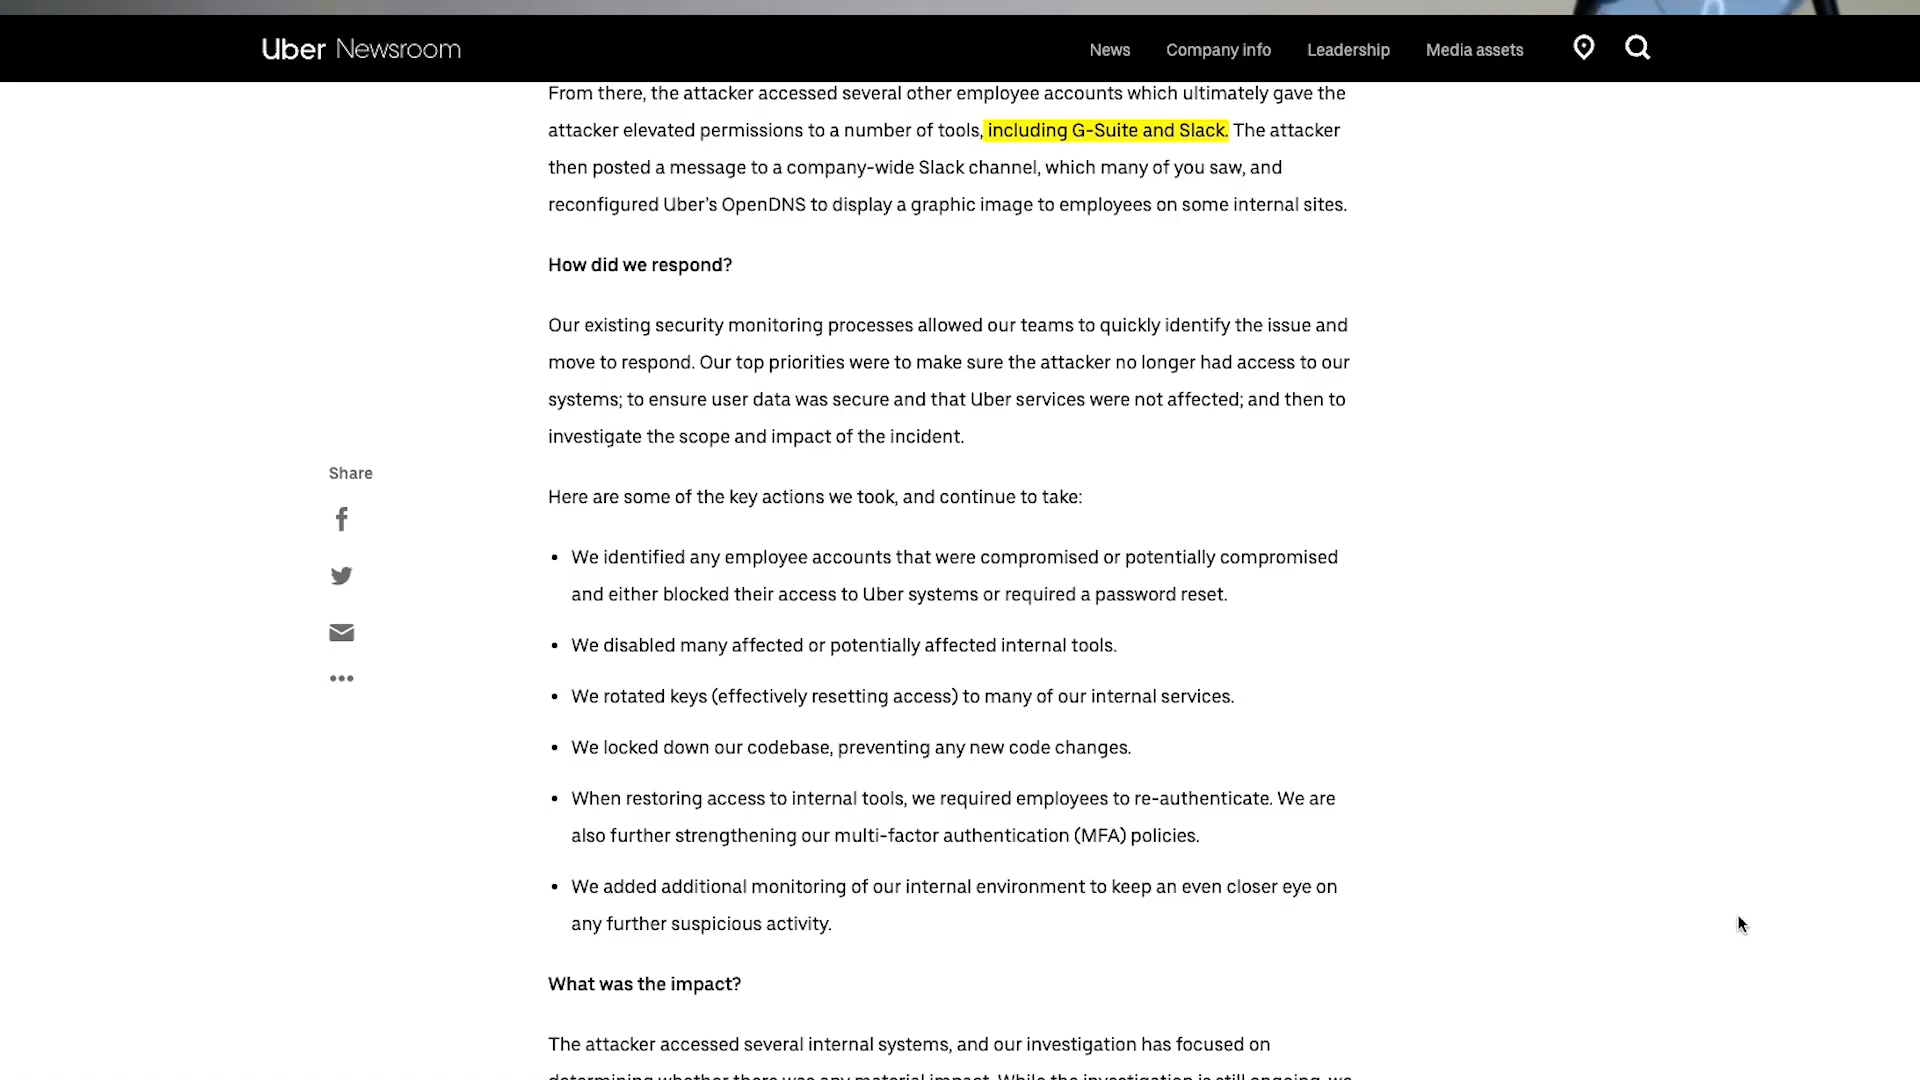 Uber Newsroom
News
Company info
Leadership
Media assets
From there, the attacker accessed several other employee accounts which ultimately gave the
attacker elevated permissions to a number of tools, including G-Suite and Slack. The attacker
then posted a message to a company-wide Slack channel, which many of you saw, and
reconfigured Uber’s OpenDNS to display a graphic image to employees on some internal sites.
How did we respond?
Our existing security monitoring processes allowed our teams to quickly identify the issue and
move to respond. Our top priorities were to make sure the attacker no longer had access to our
systems; to ensure user data was secure and that Uber services were not affected; and then to
investigate the scope and impact of the incident.
Share
Here are some of the key actions we took, and continue to take:
• We identified any employee accounts that were compromised or potentially compromised
and either blocked their access to Uber systems or required a password reset.
• We disabled many affected or potentially affected internal tools.
• We rotated keys (effectively resetting access) to many of our internal services.
• We locked down our codebase, preventing any new code changes.
• When restoring access to internal tools, we required employees to re-authenticate. We are
also further strengthening our multi-factor authentication (MFA) policies.
• We added additional monitoring of our internal environment to keep an even closer eye on
any further suspicious activity.
What was the impact?
The attacker accessed several internal systems, and our investigation has focused on
determining whether there was any material impact. While the investigation is still ongoing, we